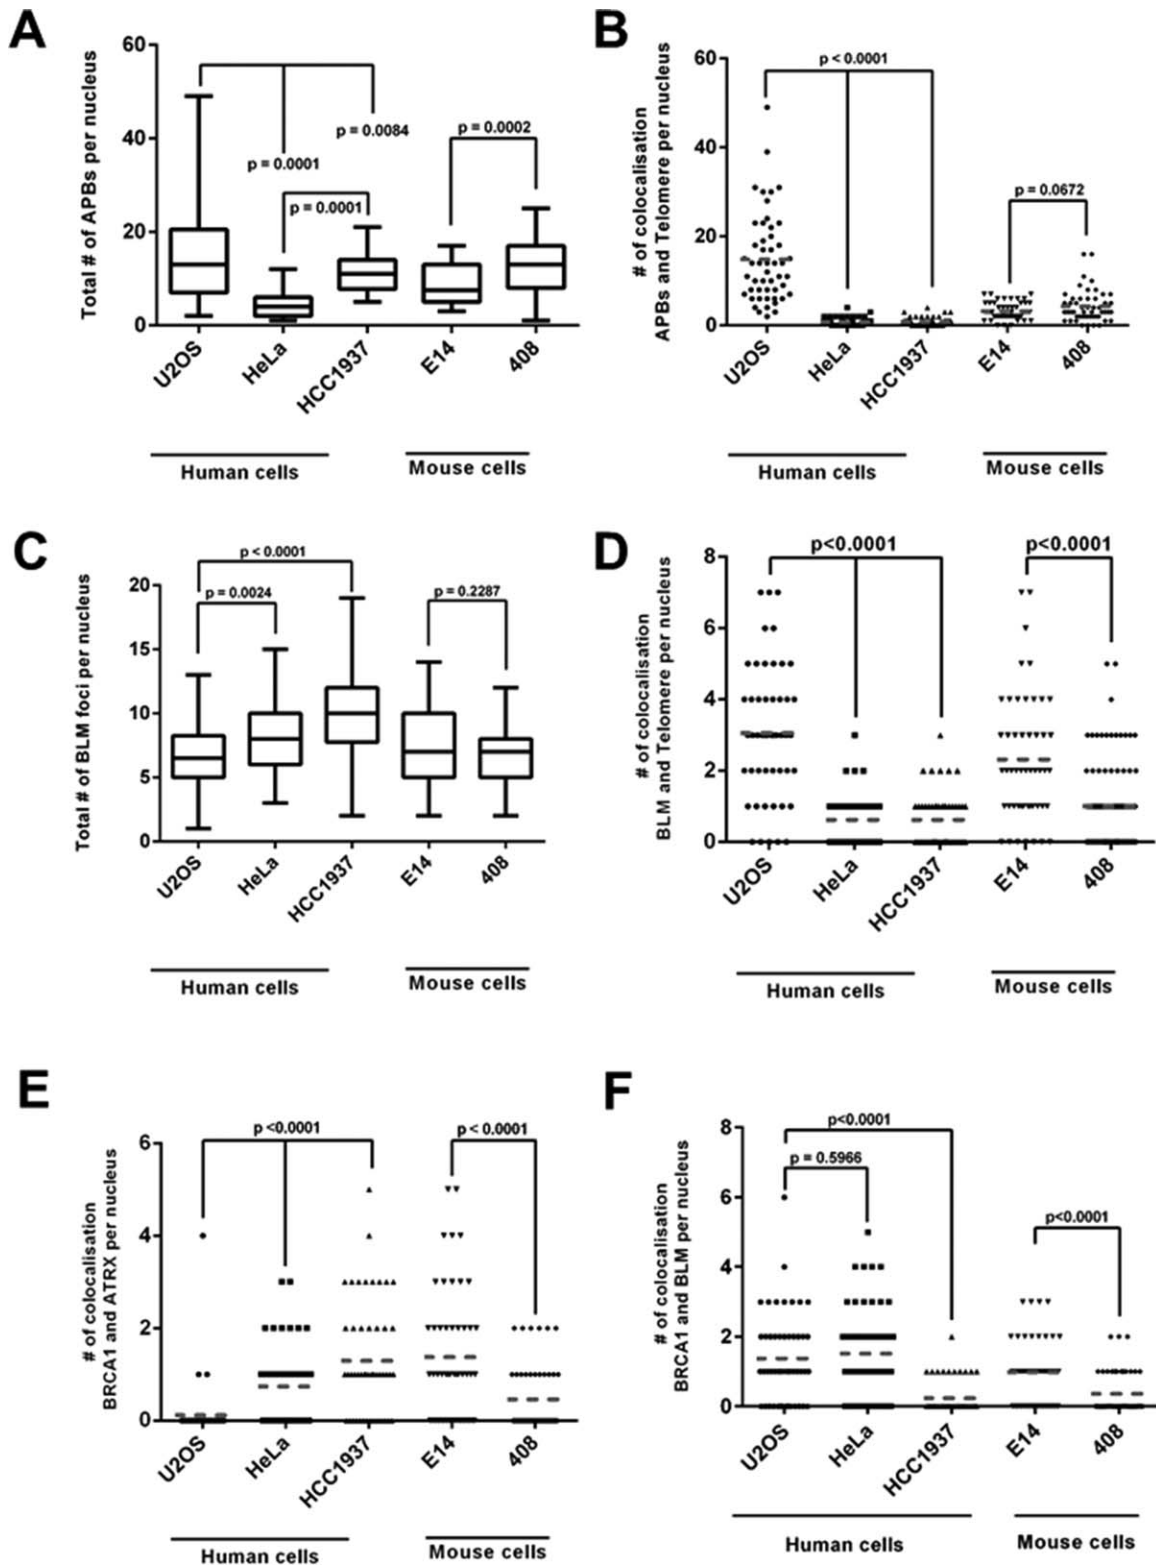 A
Total # of APBs per nucleus
60
40
20
0
p = 0.0001
p = 0.0084
p = 0.0001
p = 0.0002
U2OS
HeLa
HCC1937
E14
408
Human cells
Mouse cells
B
# of colocalisation
APBs and Telomere per nucleus
60
40
20
0
p < 0.0001
p = 0.0672
U2OS
HeLa
HCC1937
E14
408
Human cells
Mouse cells
C
Total # of BLM foci per nucleus
20
15
10
5
0
p < 0.0001
p = 0.0024
p = 0.2287
U2OS
HeLa
HCC1937
E14
408
Human cells
Mouse cells
D
# of colocalisation
BLM and Telomere per nucleus
8
6
4
2
0
p<0.0001
p<0.0001
U2OS
HeLa
HCC1937
E14
408
Human cells
Mouse cells
E
# of colocalisation
BRCA1 and ATRX per nucleus
6
4
2
0
p <0.0001
p < 0.0001
U2OS
HeLa
HCC1937
E14
408
Human cells
Mouse cells
F
# of colocalisation
BRCA1 and BLM per nucleus
8
6
4
2
0
p<0.0001
p = 0.5966
p<0.0001
U2OS
HeLa
HCC1937
E14
408
Human cells
Mouse cells